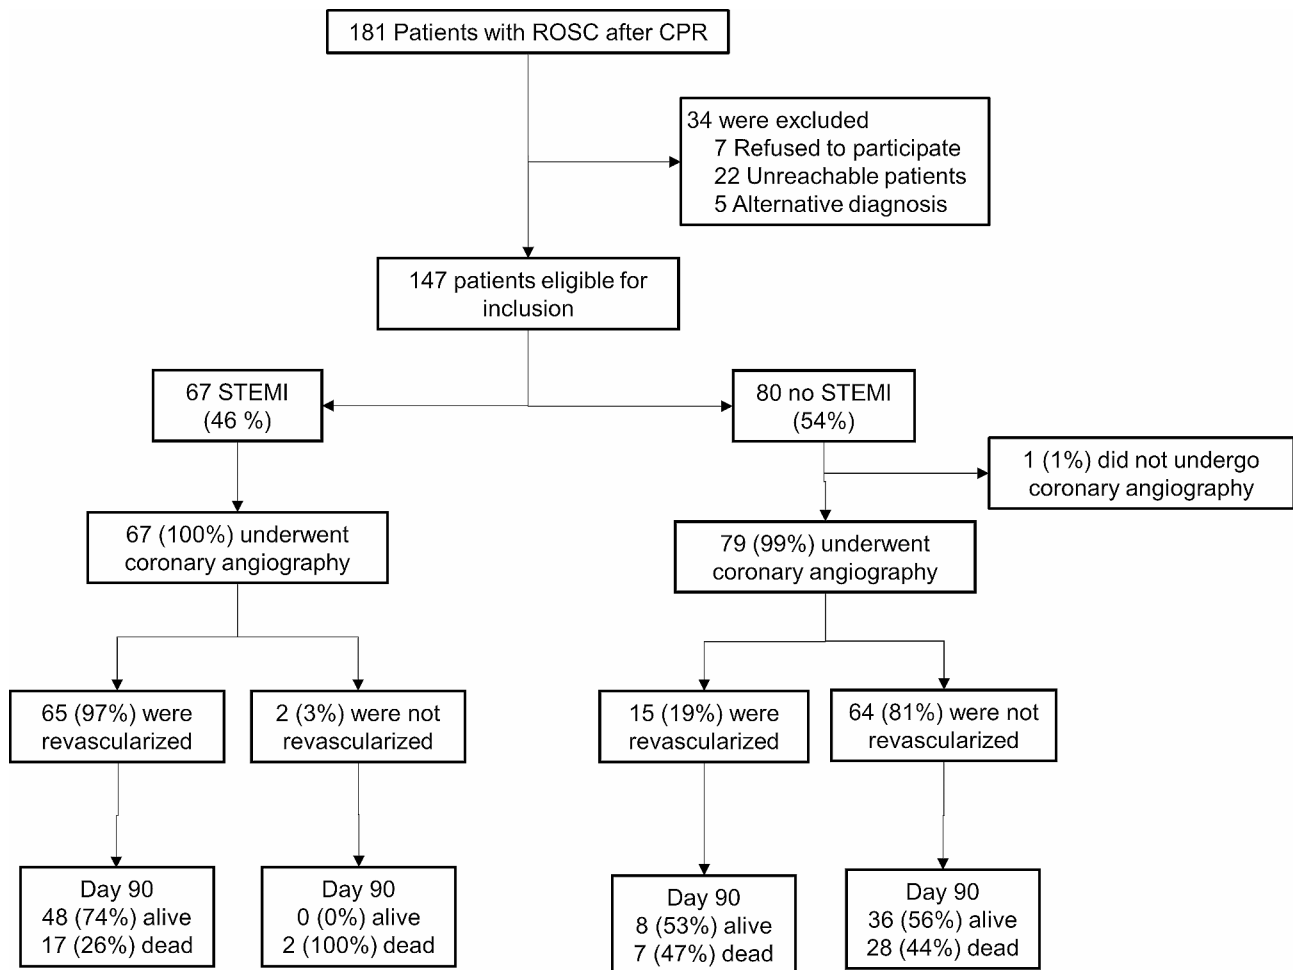 181 Patients with ROSC after CPR
34 were excluded
7 Refused to participate
22 Unreachable patients
5 Alternative diagnosis
147 patients eligible for
inclusion
67 STEMI
(46 %)
80 no STEMI
(54%)
1 (1%) did not undergo
coronary angiography
67 (100%) underwent
coronary angiography
79 (99%) underwent
coronary angiography
65 (97%) were
revascularized
2 (3%) were not
revascularized
15 (19%) were
revascularized
64 (81%) were not
revascularized
Day 90
48 (74%) alive
17 (26%) dead
Day 90
0 (0%) alive
2 (100%) dead
Day 90
8 (53%) alive
7 (47%) dead
Day 90
36 (56%) alive
28 (44%) dead